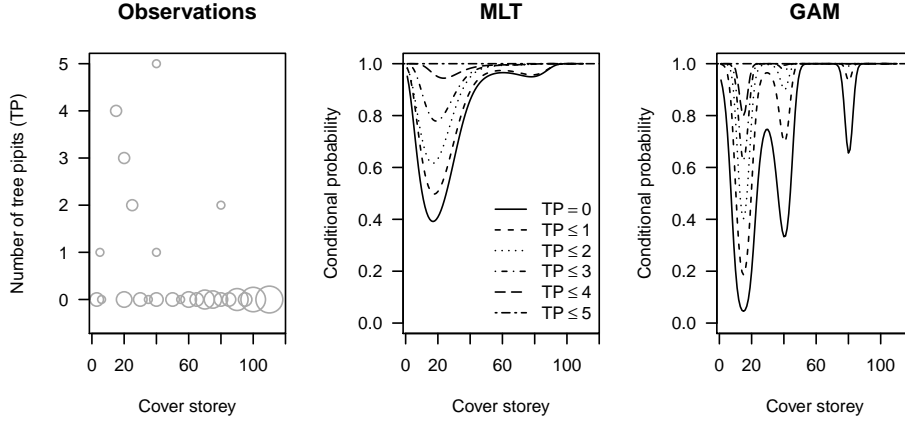 Observations
Number of tree pipits (TP)
5
4
3
2
1
0
0 20 60 100
Cover storey
MLT
Conditional probability
1.0
0.8
0.6
0.4
0.2
0.0
TP = 0
TP ≤ 1
TP ≤ 2
TP ≤ 3
TP ≤ 4
TP ≤ 5
0 20 60 100
Cover storey
GAM
Conditional probability
1.0
0.8
0.6
0.4
0.2
0.0
0 20 60 100
Cover storey